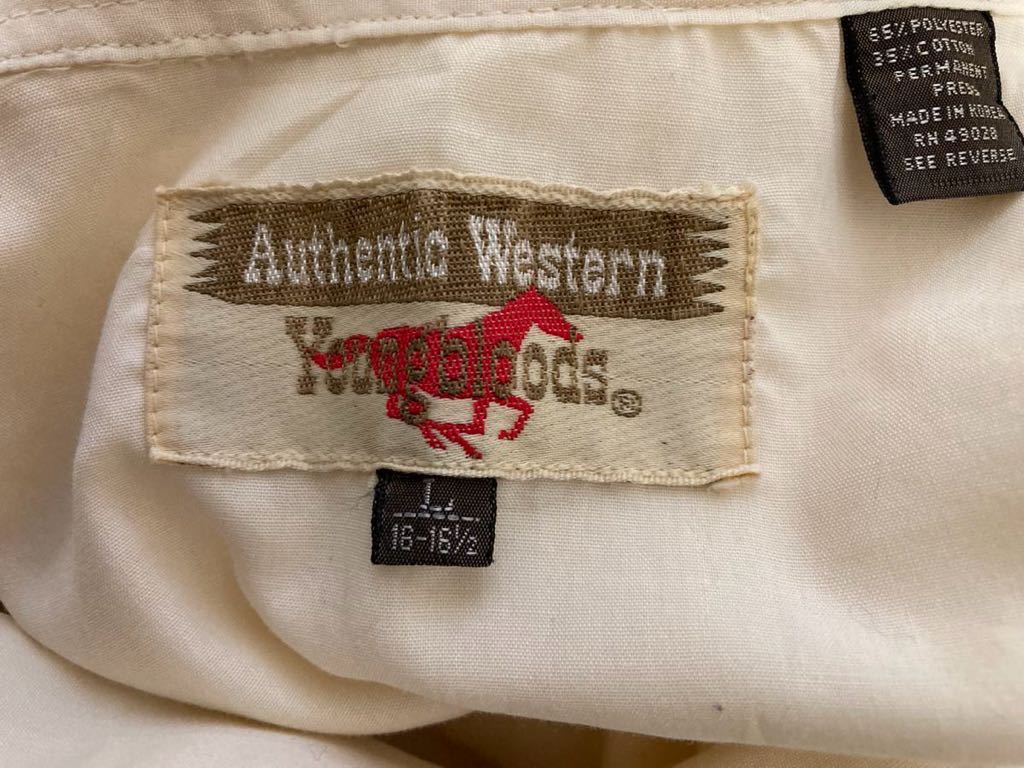 65% POLYESTER
35% COTTON
PERMANENT
PRESS
MADE IN KOREA
RN 49028
SEE REVERSE
Authentic Western
Youngbloods®
L
16-16½